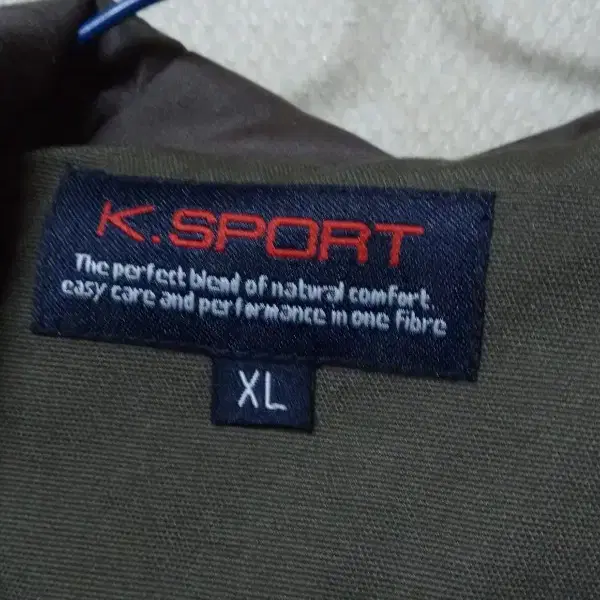 K.SPORT
The perfect blend of natural comfort.
easy care and performance in one fibre
XL